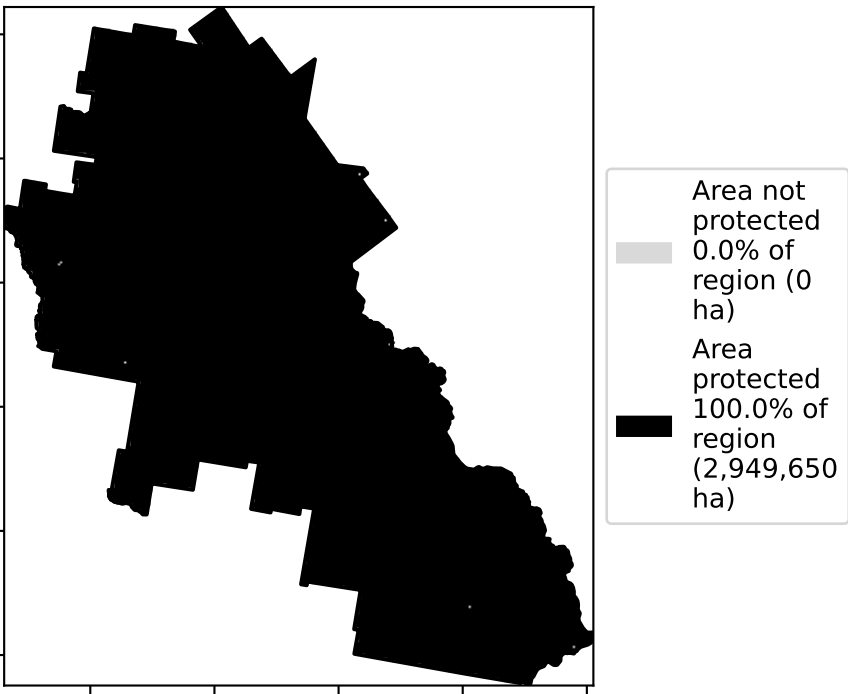 Area not
protected
0.0% of
region (0
ha)
Area
protected
100.0% of
region
(2,949,650
ha)